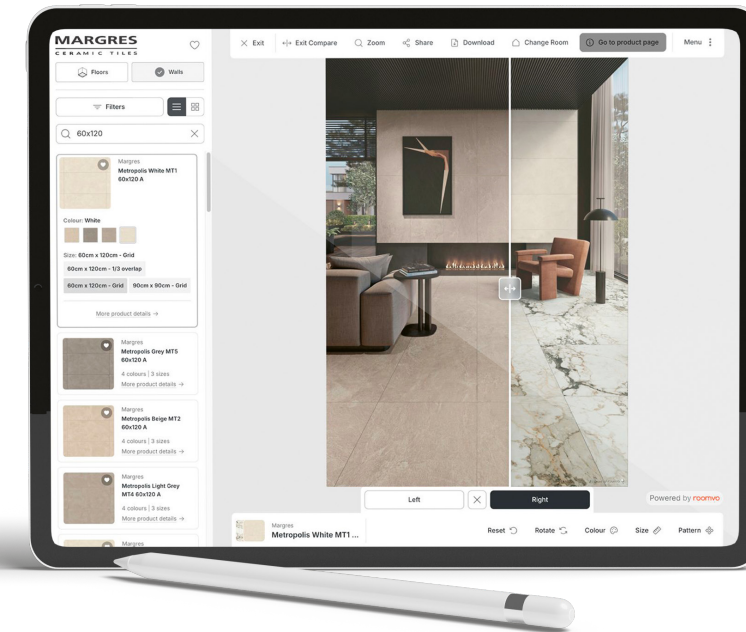 MARGRES
CERAMIC TILES
Floors
Walls
Filters
60x120
Margres
Metropolis White MT1
60x120 A
Colour: White
Size: 60cm x 120cm - Grid
60cm x 120cm - 1/3 overlap
60cm x 120cm - Grid
90cm x 90cm - Grid
More product details →
Margres
Metropolis Grey MT5
60x120 A
4 colours | 3 sizes
More product details →
Margres
Metropolis Beige MT2
60x120 A
4 colours | 3 sizes
More product details →
Margres
Metropolis Light Grey
MT4 60x120 A
4 colours | 3 sizes
More product details →
Margres
Exit
Exit Compare
Zoom
Share
Download
Change Room
Go to product page
Menu
Left
Right
Powered by roomvo
Margres
Metropolis White MT1 ...
Reset
Rotate
Colour
Size
Pattern